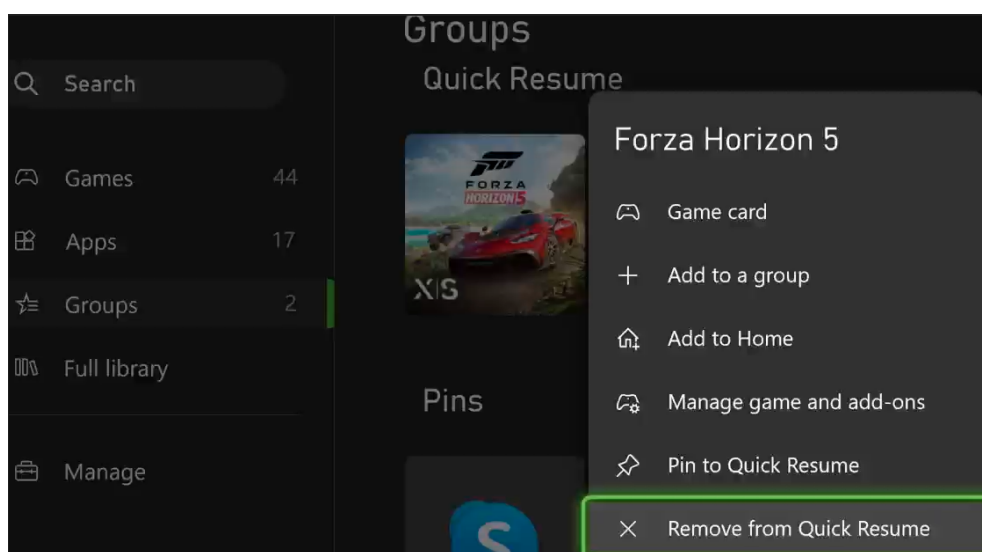 Groups
Quick Resume
Search
Games 44
Apps 17
Groups 2
Full library
Manage
FORZA
HORIZON 5
X|S
Pins
S
Forza Horizon 5
Game card
Add to a group
Add to Home
Manage game and add-ons
Pin to Quick Resume
Remove from Quick Resume